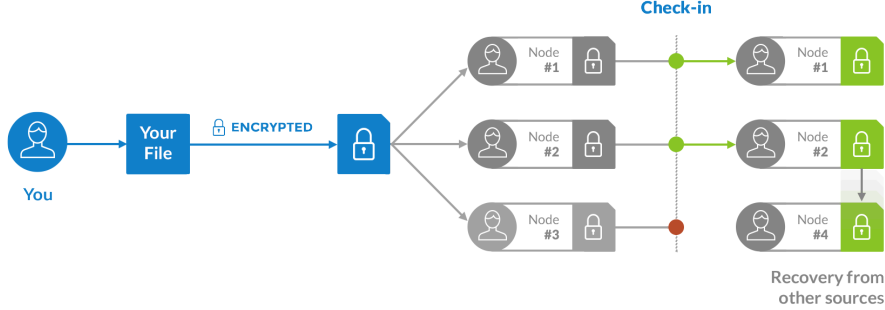 Check-in
Node
#1
Node
#1
Your
File
ENCRYPTED
Node
#2
Node
#2
You
Node
#3
Node
#4
Recovery from
other sources